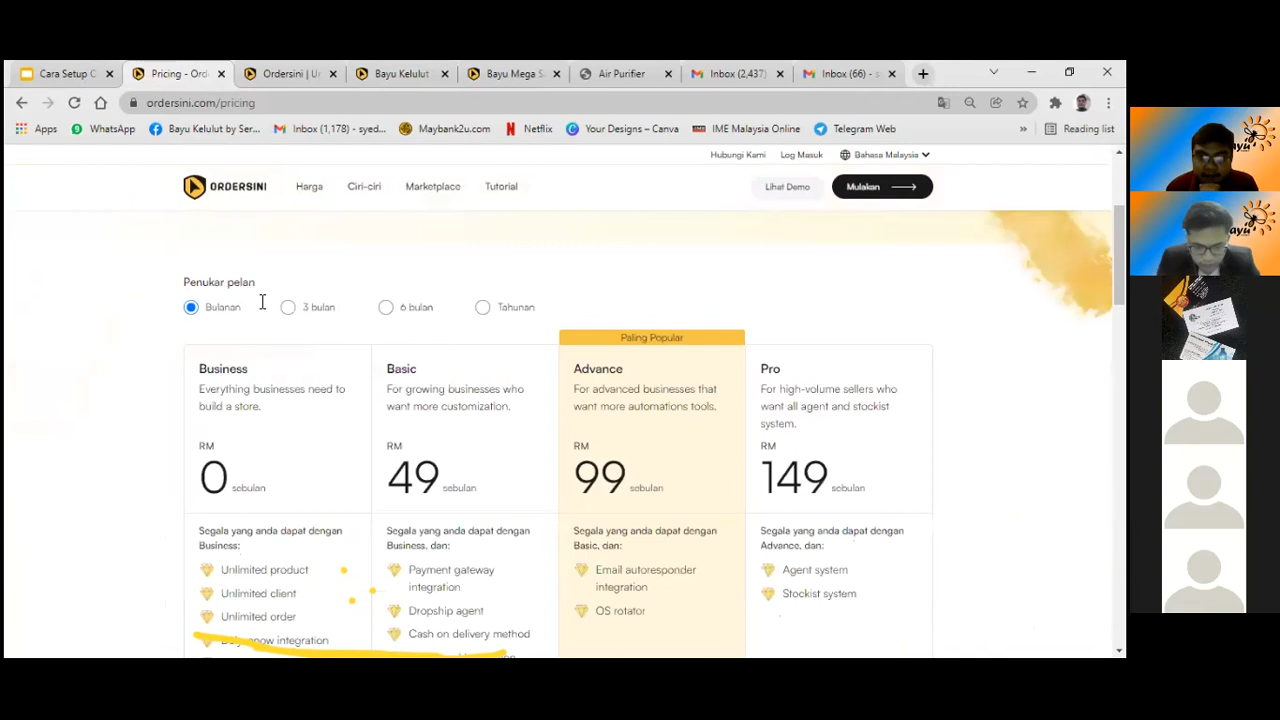 Cara Setup C
Pricing - Ord
Ordersini | U
Bayu Kelulut
Bayu Mega S
Air Purifier
Inbox (2,437)
Inbox (66) - s
ordersini.com/pricing
Apps
WhatsApp
Bayu Kelulut by Ser...
Inbox (1,178) - syed...
Maybank2u.com
Netflix
Your Designes – Canva
IME Malaysia Online
Telegram Web
»
Reading list
Hubungi Kami
Log Masuk
Bahasa Malaysia
ORDERSINI
Harga
Ciri-ciri
Marketplace
Tutorial
Lihat Demo
Mulakan
Penukar pelan
Bulanan
3 bulan
6 bulan
Tahunan
Paling Popular
Business
Everything businesses need to
build a store.
RM
0 sebulan
Segala yang anda dapat dengan
Business:
Unlimited product
Unlimited client
Unlimited order
integration
Basic
For growing businesses who
want more customization.
RM
49 sebulan
Segala yang anda dapat dengan
Business, dan:
Payment gateway
integration
Dropship agent
Cash on delivery method
Advance
For advanced businesses that
want more automations tools.
RM
99 sebulan
Segala yang anda dapat dengan
Basic, dan:
Email autoresponder
integration
OS rotator
Pro
For high-volume sellers who
want all agent and stockist
system.
RM
149 sebulan
Segala yang anda dapat dengan
Advance, dan:
Agent system
Stockist system